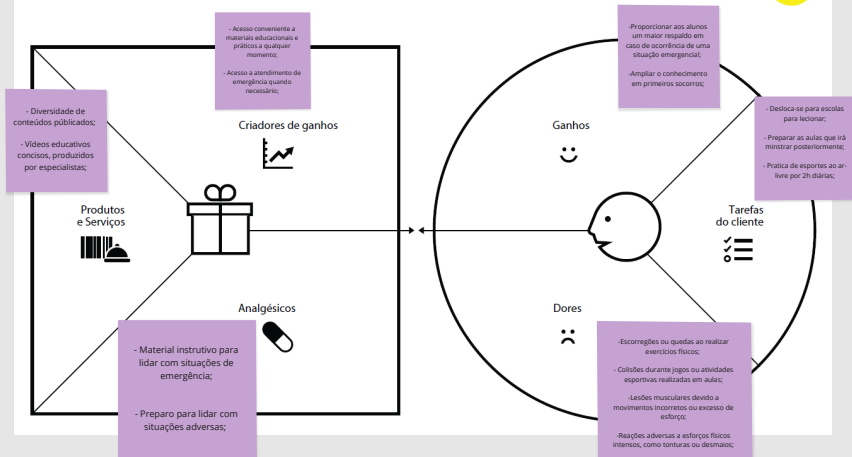 - Acesso conveniente a
materiais educacionais e
práticos a qualquer
momento;
- Acesso a atendimento de
emergência quando
necessário;
- Diversidade de
conteúdos públicados;
- Vídeos educativos
concisos, produzidos
por especialistas;
Criadores de ganhos
Produtos
e Serviços
Analgésicos
- Material instrutivo para
lidar com situações de
emergência;
- Preparo para lidar com
situações adversas;
-Proporcionar aos alunos
um maior respaldo em
caso de ocorrência de uma
situação emergencial;
-Ampliar o conhecimento
em primeiros socorros;
- Desloca-se para escolas
para lecionar;
- Preparar as aulas que irá
minstrar posteriormente;
- Pratica de esportes ao ar-
livre por 2h diárias;
Ganhos
Tarefas
do cliente
Dores
-Escorregões ou quedas ao realizar
exercícios físicos;
- Colisões durante jogos ou atividades
esportivas realizadas em aulas;
-Lesões musculares devido a
movimentos incorretos ou excesso de
esforço;
-Reações adversas a esforços físicos
intensos, como tonturas ou desmaios;